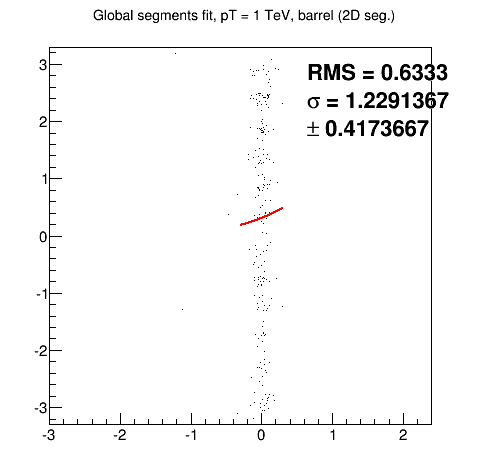 Global segments fit, pT = 1 TeV, barrel (2D seg.)
RMS = 0.6333
σ = 1.2291367
± 0.4173667
3
2
1
0
-1
-2
-3
-3 -2 -1 0 1 2